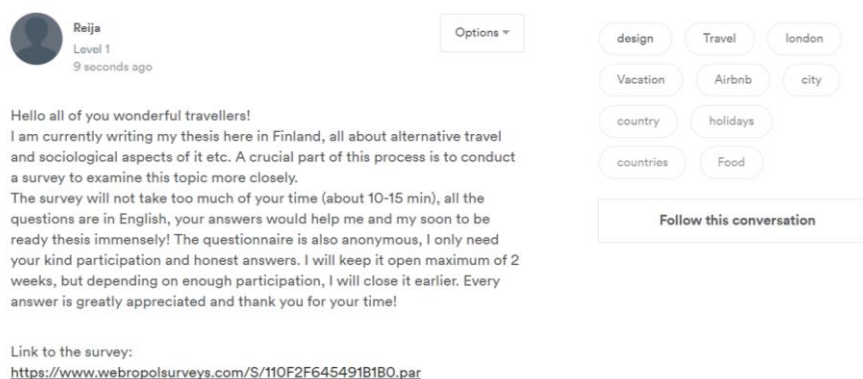 Reija
Level 1
9 seconds ago
Options
Hello all of you wonderful travellers!
I am currently writing my thesis here in Finland, all about alternative travel
and sociological aspects of it etc. A crucial part of this process is to conduct
a survey to examine this topic more closely.
The survey will not take too much of your time (about 10-15 min), all the
questions are in English, your answers would help me and my soon to be
ready thesis immensely! The questionnaire is also anonymous, I only need
your kind participation and honest answers. I will keep it open maximum of 2
weeks, but depending on enough participation, I will close it earlier. Every
answer is greatly appreciated and thank you for your time!
Link to the survey:
https://www.webropolsurveys.com/S/110F2F645491B1B0.par
design Travel london
Vacation Airbnb city
country holidays
countries Food
Follow this conversation